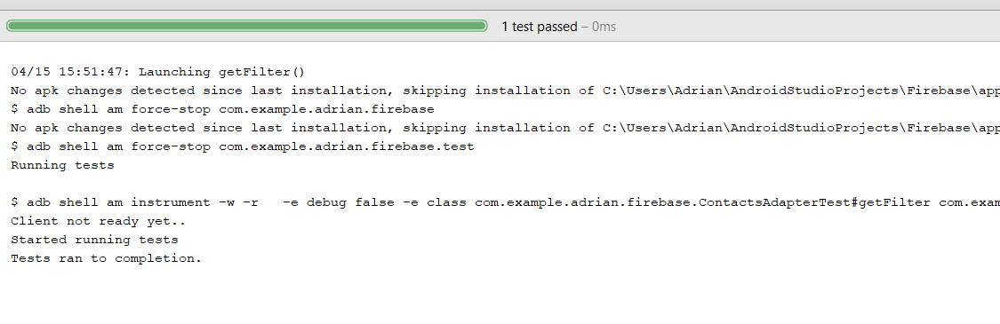 1 test passed – 0ms
04/15 15:51:47: Launching getFilter()
No apk changes detected since last installation, skipping installation of C:\Users\Adrian\AndroidStudioProjects\Firebase\app
$ adb shell am force-stop com.example.adrian.firebase
No apk changes detected since last installation, skipping installation of C:\Users\Adrian\AndroidStudioProjects\Firebase\app
$ adb shell am force-stop com.example.adrian.firebase.test
Running tests
$ adb shell am instrument -w -r   -e debug false -e class com.example.adrian.firebase.ContactsAdapterTest#getFilter com.exam
Client not ready yet..
Started running tests
Tests ran to completion.